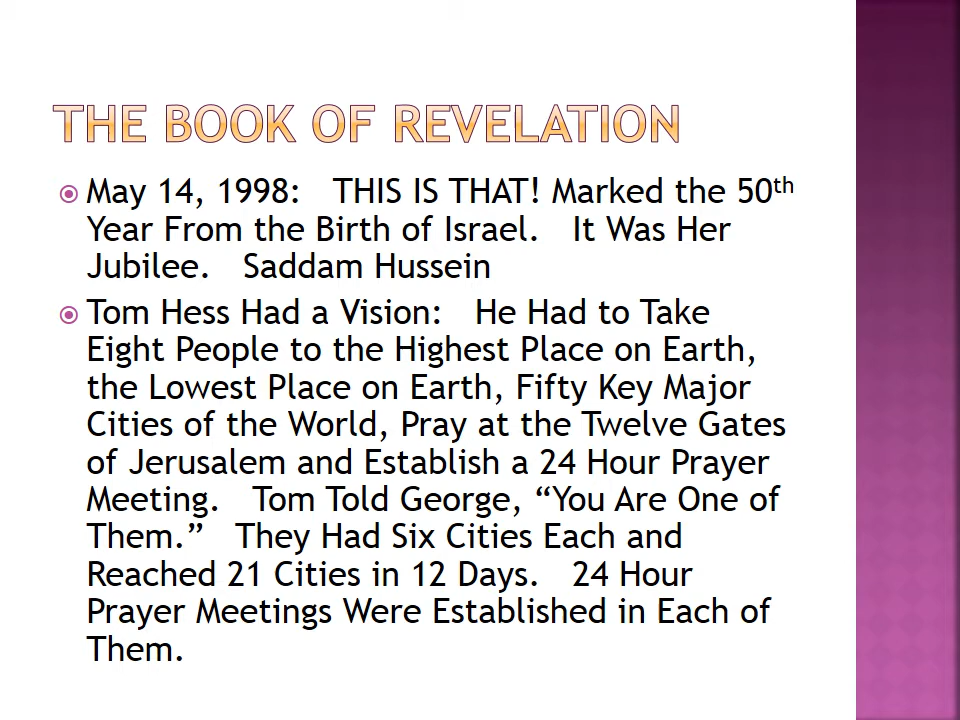 THE BOOK OF REVELATION
May 14, 1998:   THIS IS THAT! Marked the 50th
Year From the Birth of Israel.   It Was Her
Jubilee.   Saddam Hussein
Tom Hess Had a Vision:   He Had to Take
Eight People to the Highest Place on Earth,
the Lowest Place on Earth, Fifty Key Major
Cities of the World, Pray at the Twelve Gates
of Jerusalem and Establish a 24 Hour Prayer
Meeting.   Tom Told George, “You Are One of
Them.”   They Had Six Cities Each and
Reached 21 Cities in 12 Days.   24 Hour
Prayer Meetings Were Established in Each of
Them.